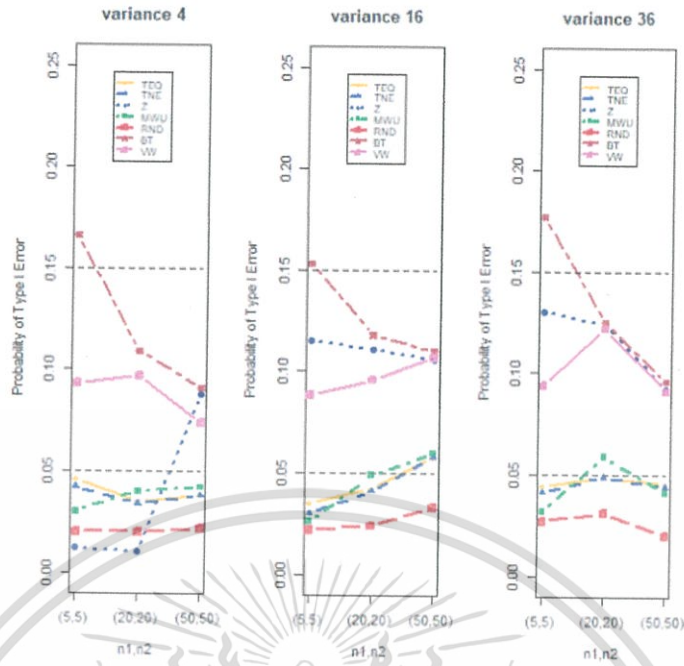 variance 4
Probability of Type I Error
0.25
0.20
0.15
0.10
0.05
0.00
TEQ
TNE
Z
MWU
RND
BT
VW
(5,5)
(20,20)
(50,50)
n1,n2
variance 16
Probability of Type I Error
0.25
0.20
0.15
0.10
0.05
0.00
TEQ
TNE
Z
MWU
RND
BT
VW
(5,5)
(20,20)
(50,50)
n1,n2
variance 36
Probability of Type I Error
0.25
0.20
0.15
0.10
0.05
0.00
TEQ
TNE
Z
MWU
RND
BT
VW
(5,5)
(20,20)
(50,50)
n1,n2